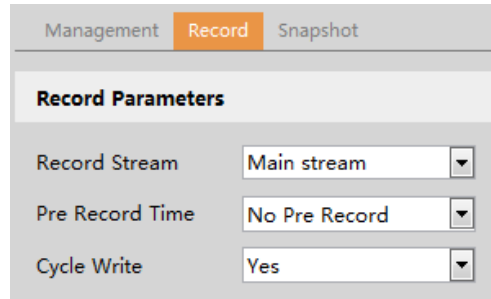 Management Record Snapshot
Record Parameters
Record Stream Main stream
Pre Record Time No Pre Record
Cycle Write Yes